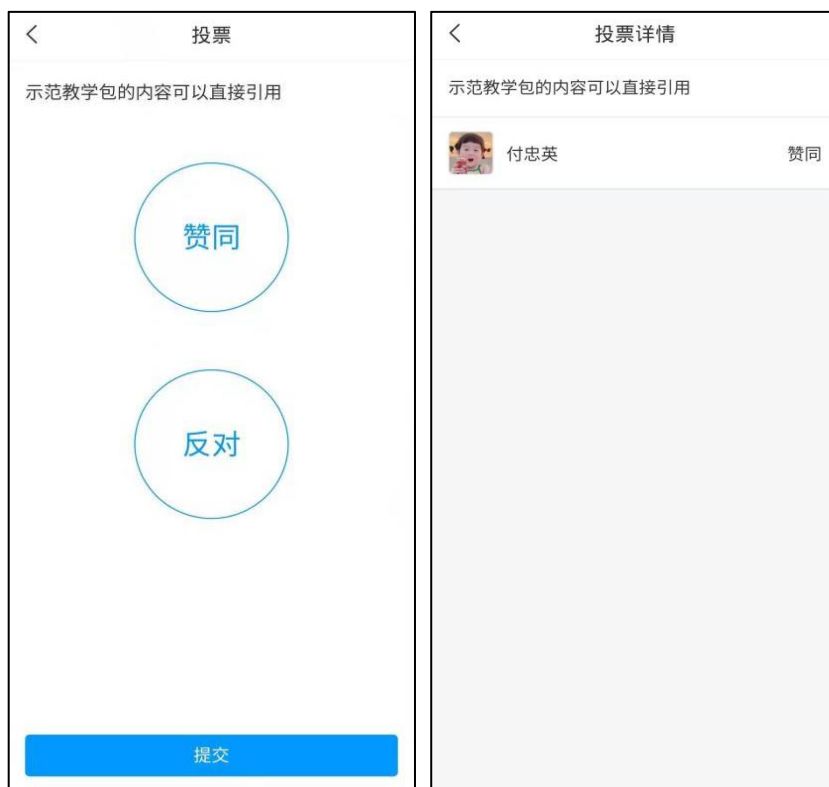 投票
示范教学包的内容可以直接引用
赞同
反对
提交
投票详情
示范教学包的内容可以直接引用
付忠英 赞同